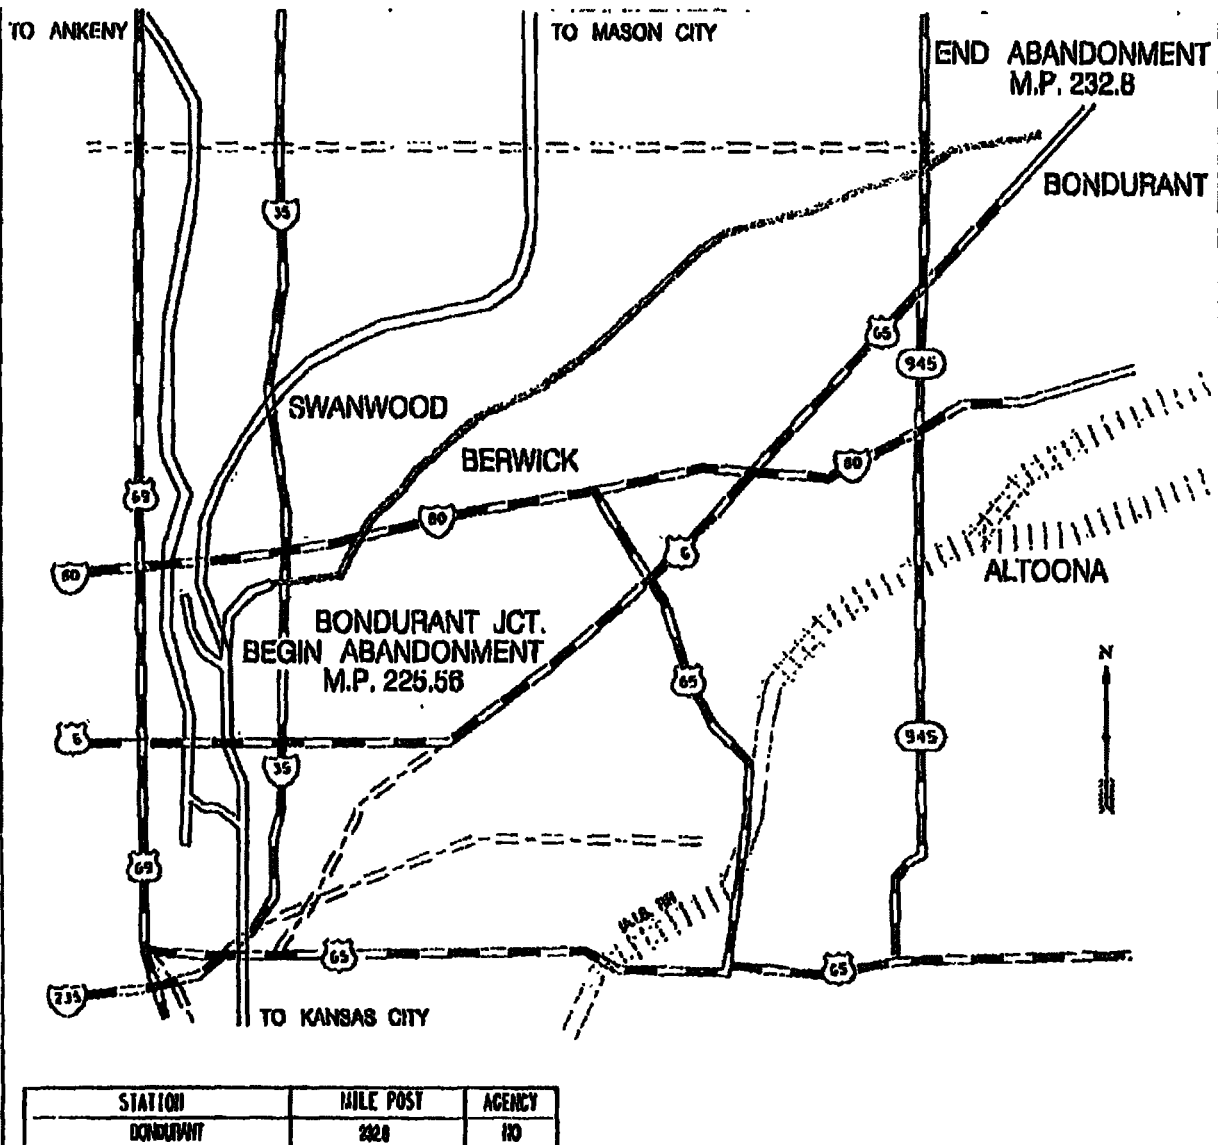 TO ANKENY
TO MASON CITY
END ABANDONMENT
M.P. 232.8
BONDURANT
35
65
945
SWANWOOD
BERWICK
69
80
80
80
6
ALTOONA
BONDURANT JCT.
BEGIN ABANDONMENT
M.P. 225.56
N
65
6
945
35
69
IA.I.S. RR
65
65
235
TO KANSAS CITY
STATION MILE POST AGENCY
BONDURANT 232.8 NO